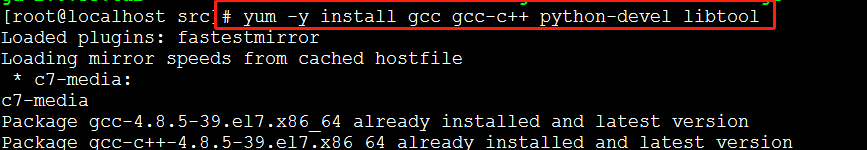 [root@localhost src]# yum -y install gcc gcc-c++ python-devel libtool
Loaded plugins: fastestmirror
Loading mirror speeds from cached hostfile
 * c7-media:
c7-media
Package gcc-4.8.5-39.el7.x86_64 already installed and latest version
Package gcc-c++-4.8.5-39.el7.x86_64 already installed and latest version